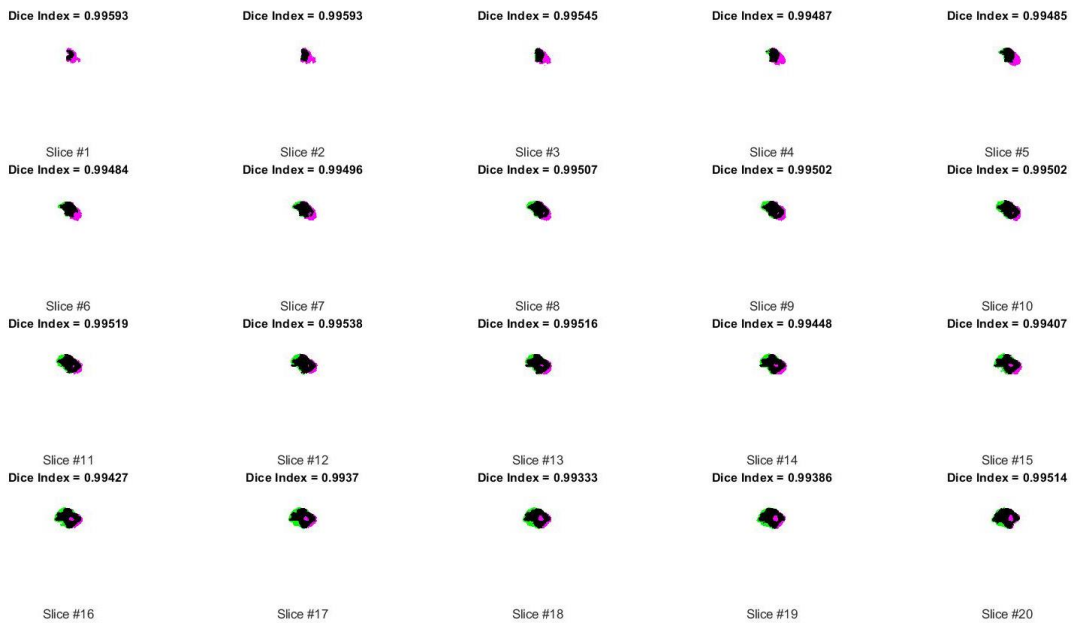 Dice Index = 0.99593 Dice Index = 0.99593 Dice Index = 0.99545 Dice Index = 0.99487 Dice Index = 0.99485
Slice #1 Slice #2 Slice #3 Slice #4 Slice #5
Dice Index = 0.99484 Dice Index = 0.99496 Dice Index = 0.99507 Dice Index = 0.99502 Dice Index = 0.99502
Slice #6 Slice #7 Slice #8 Slice #9 Slice #10
Dice Index = 0.99519 Dice Index = 0.99538 Dice Index = 0.99516 Dice Index = 0.99448 Dice Index = 0.99407
Slice #11 Slice #12 Slice #13 Slice #14 Slice #15
Dice Index = 0.99427 Dice Index = 0.9937 Dice Index = 0.99333 Dice Index = 0.99386 Dice Index = 0.99514
Slice #16 Slice #17 Slice #18 Slice #19 Slice #20